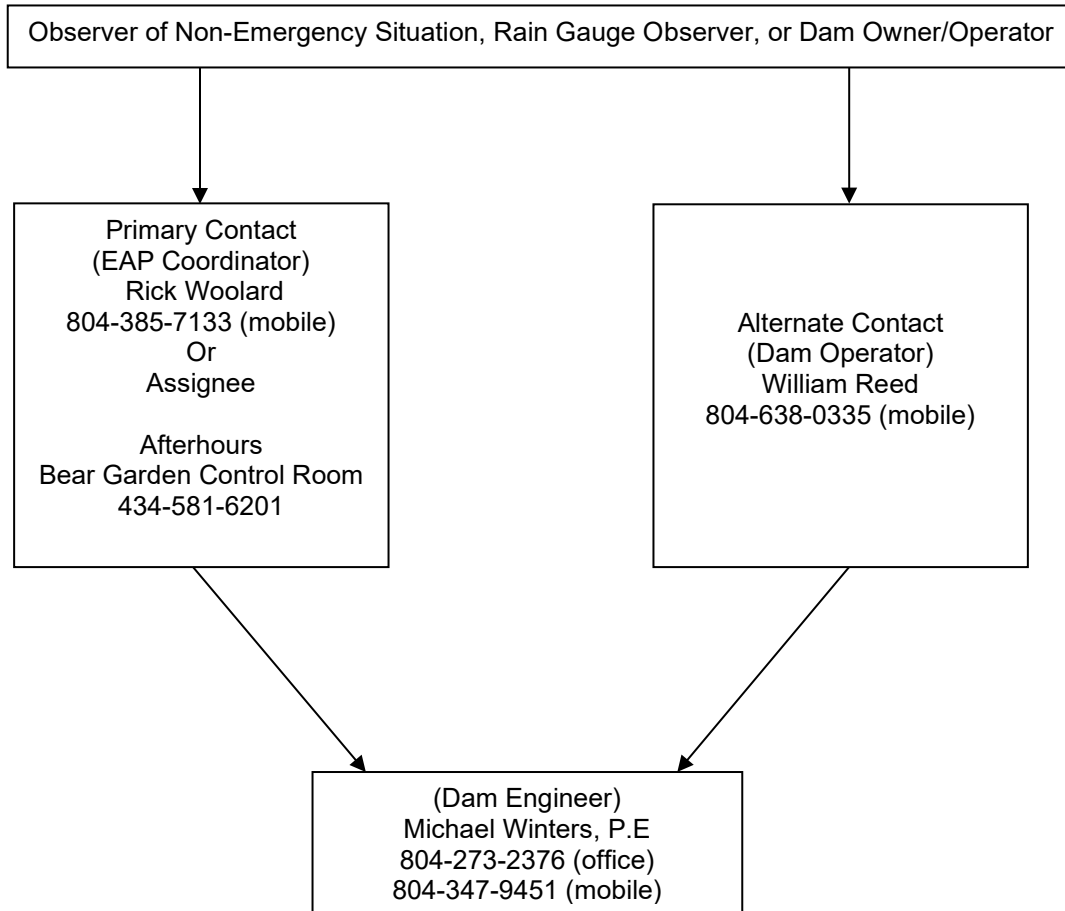 Observer of Non-Emergency Situation, Rain Gauge Observer, or Dam Owner/Operator
Primary Contact
(EAP Coordinator)
Rick Woolard
804-385-7133 (mobile)
Or
Assignee
Afterhours
Bear Garden Control Room
434-581-6201
Alternate Contact
(Dam Operator)
William Reed
804-638-0335 (mobile)
(Dam Engineer)
Michael Winters, P.E
804-273-2376 (office)
804-347-9451 (mobile)